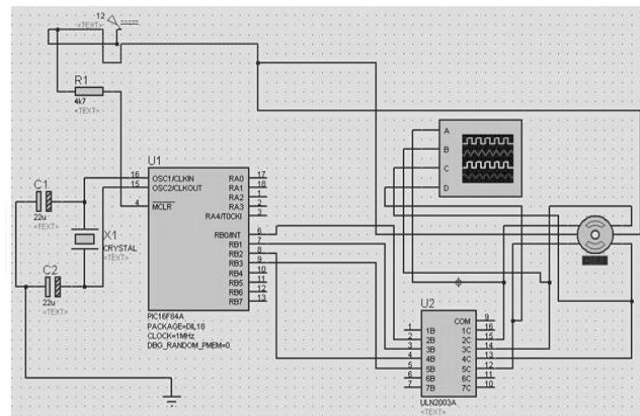 12
<TEXT>
R1
4k7
<TEXT>
A
B
C
D
U1
16 OSC1/CLKIN RA0 17
15 OSC2/CLKOUT RA1 18
RA2 1
4 MCLR RA3 2
RA4/T0CKI 3
RB0/INT 6
RB1 7
RB2 8
RB3 9
RB4 10
RB5 11
RB6 12
RB7 13
PIC16F84A
PACKAGE=DIL18
CLOCK=1MHz
DBG_RANDOM_PMEM=0
C1
22u
<TEXT>
X1
CRYSTAL
<TEXT>
C2
22u
<TEXT>
U2
COM 9
1 1B 1C 16
2 2B 2C 15
3 3B 3C 14
4 4B 4C 13
5 5B 5C 12
6 6B 6C 11
7 7B 7C 10
ULN2003A
<TEXT>